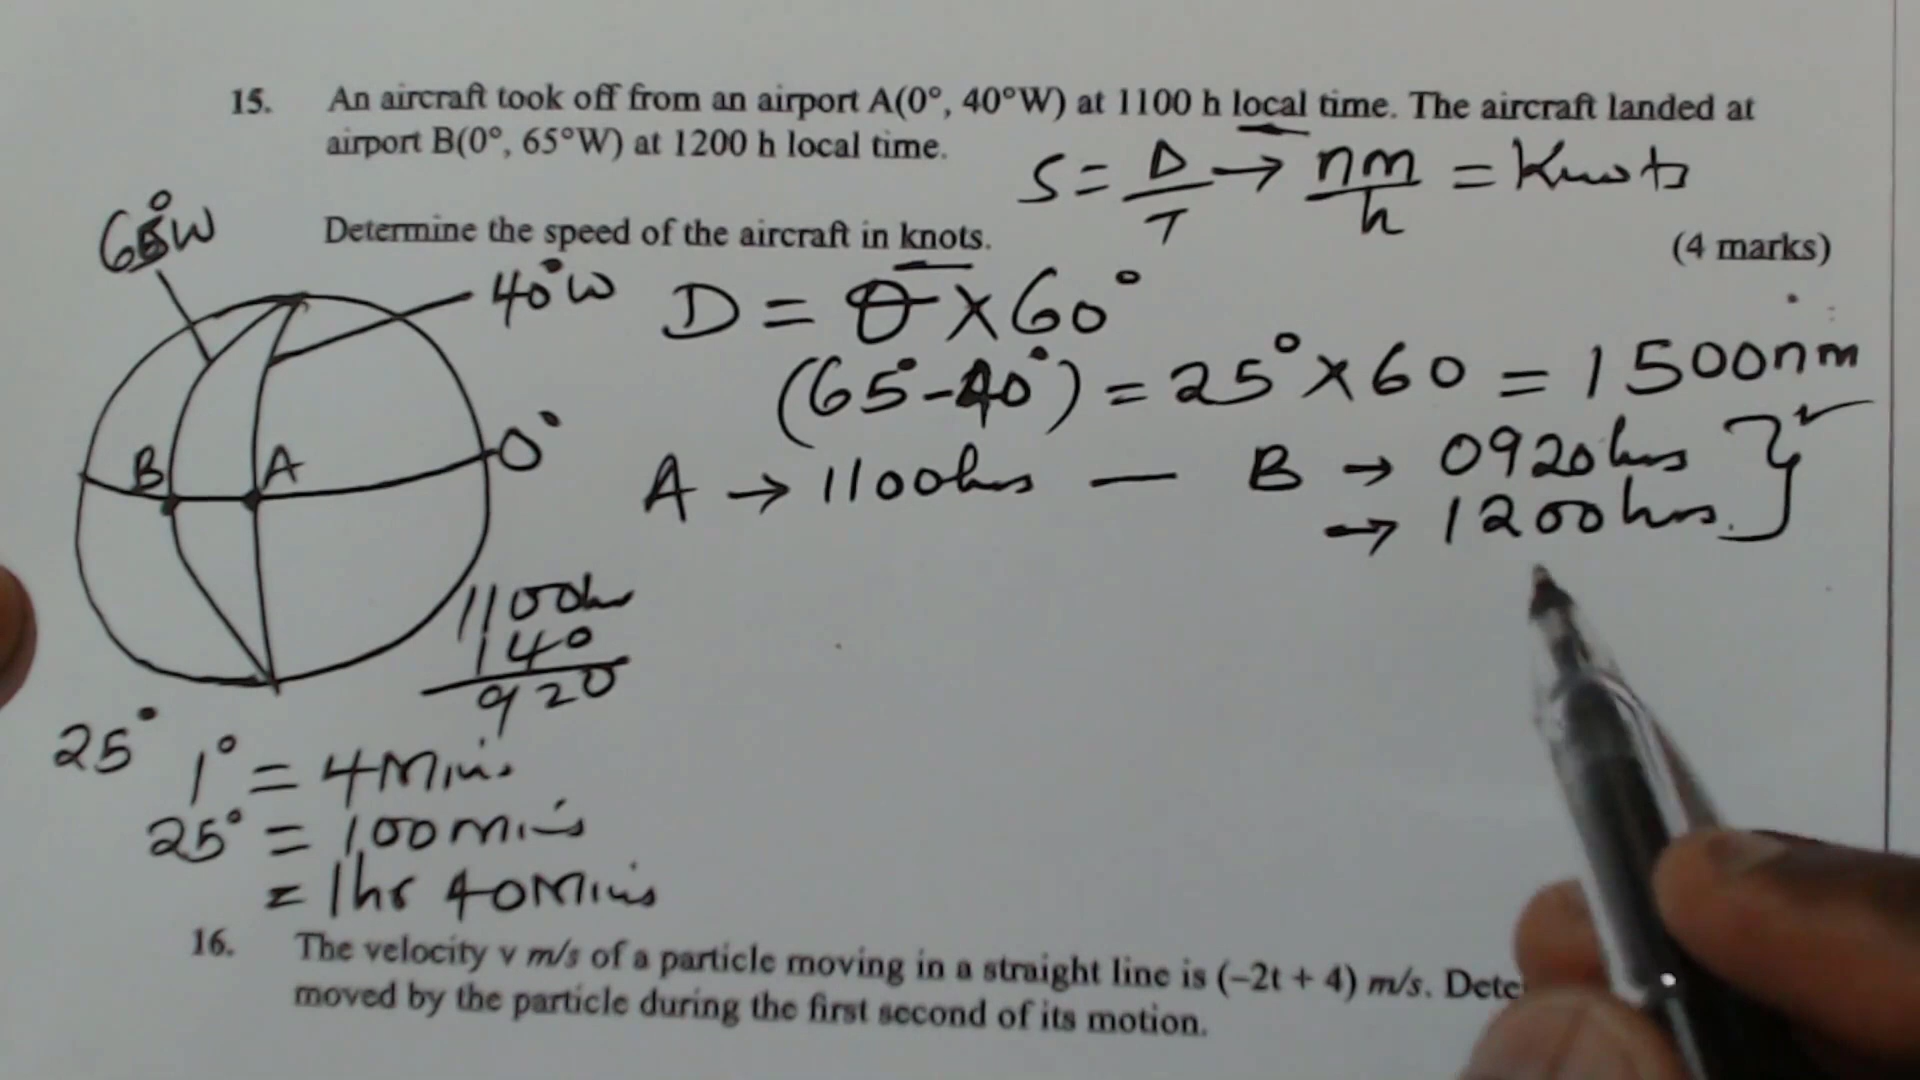 15. An aircraft took off from an airport A(0°, 40°W) at 1100 h local time. The aircraft landed at
airport B(0°, 65°W) at 1200 h local time.
S = D/T → nm/h = Knots
Determine the speed of the aircraft in knots.
(4 marks)
65°W
40°W
D = θ × 60°
(65° - 40°) = 25° × 60 = 1500nm
B A 0°
A → 1100hrs — B → 0920hrs
→ 1200hrs.
1100hr
140
920
25°
1° = 4Mins
25° = 100Mins
= 1hr 40Mins
16. The velocity v m/s of a particle moving in a straight line is (–2t + 4) m/s. Dete
moved by the particle during the first second of its motion.